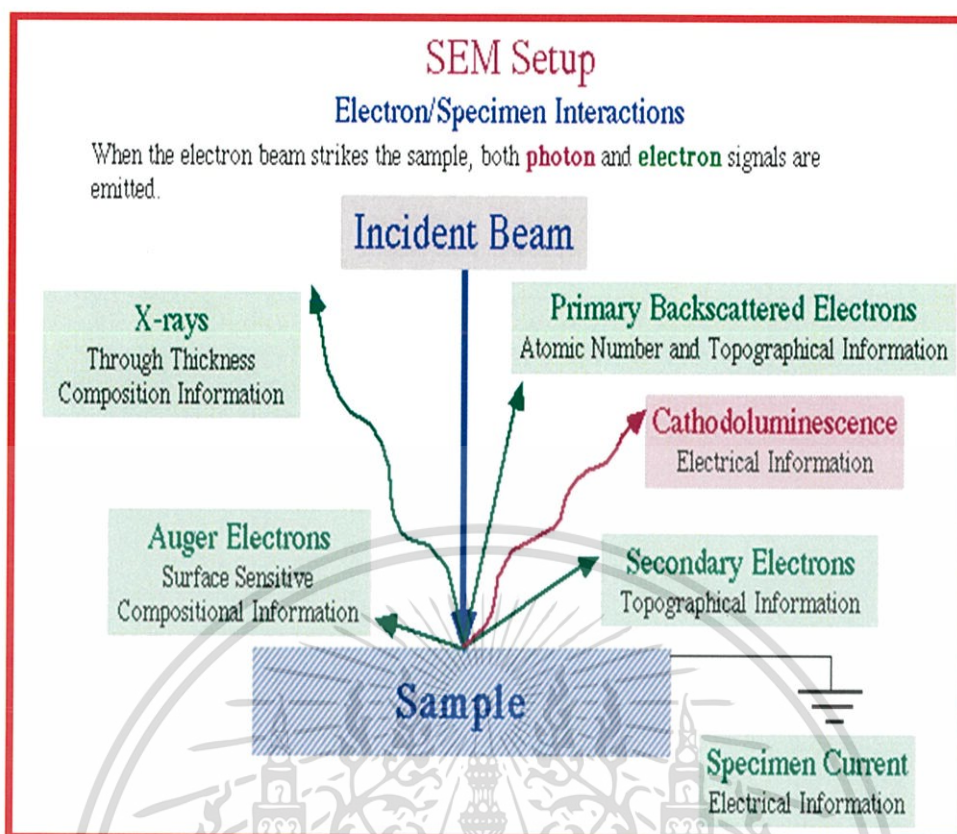 SEM Setup
Electron/Specimen Interactions
When the electron beam strikes the sample, both photon and electron signals are
emitted.
Incident Beam
X-rays
Through Thickness
Composition Information
Primary Backscattered Electrons
Atomic Number and Topographical Information
Cathodoluminescence
Electrical Information
Auger Electrons
Surface Sensitive
Compositional Information
Secondary Electrons
Topographical Information
Sample
Specimen Current
Electrical Information